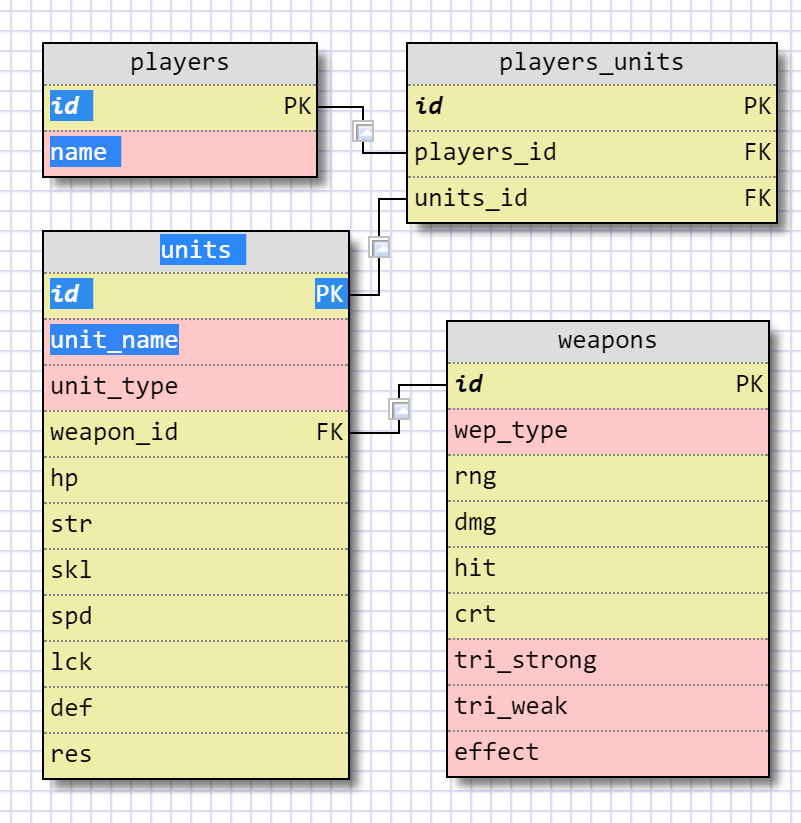 players
id PK
name
players_units
id PK
players_id FK
units_id FK
units
id PK
unit_name
unit_type
weapon_id FK
hp
str
skl
spd
lck
def
res
weapons
id PK
wep_type
rng
dmg
hit
crt
tri_strong
tri_weak
effect